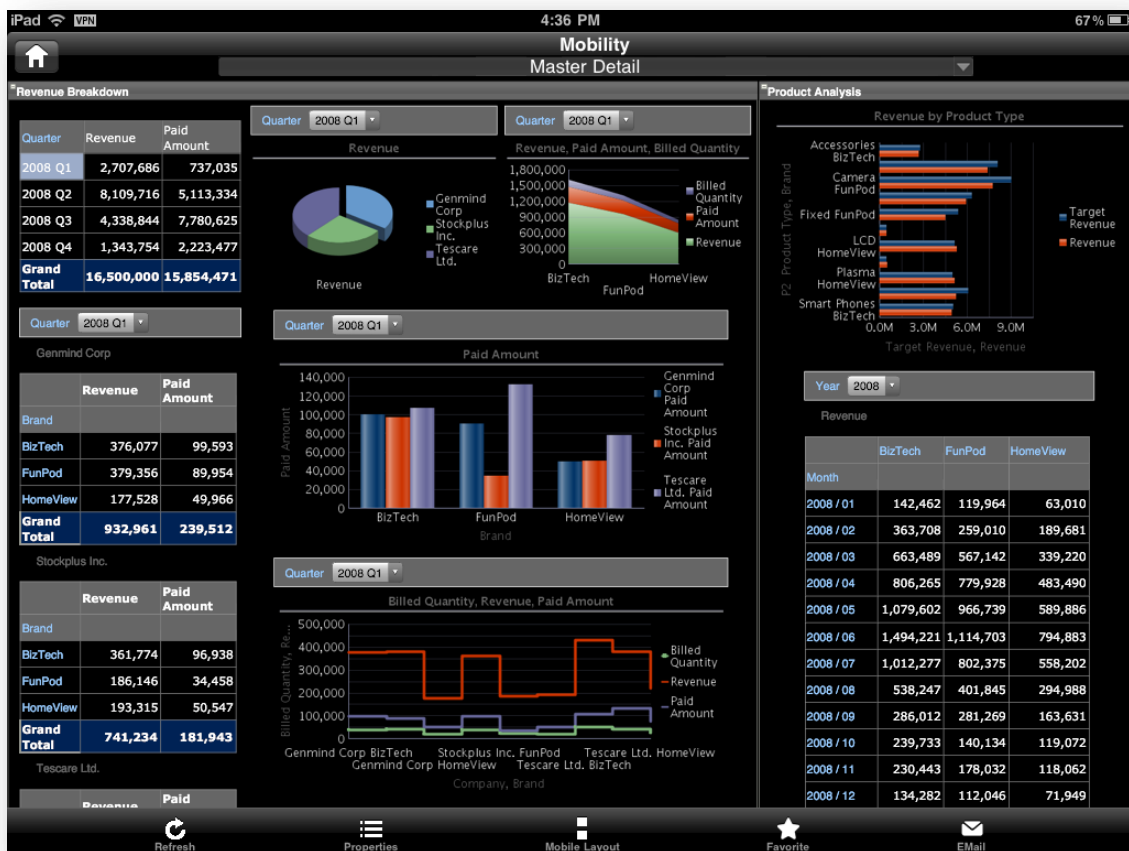 iPad VPN 4:36 PM 67%
Mobility
Master Detail
Revenue Breakdown
Quarter Revenue Paid Amount
2008 Q1 2,707,686 737,035
2008 Q2 8,109,716 5,113,334
2008 Q3 4,338,844 7,780,625
2008 Q4 1,343,754 2,223,477
Grand Total 16,500,000 15,854,471
Quarter 2008 Q1
Genmind Corp
Revenue Paid Amount
Brand
BizTech 376,077 99,593
FunPod 379,356 89,954
HomeView 177,528 49,966
Grand Total 932,961 239,512
Stockplus Inc.
Revenue Paid Amount
Brand
BizTech 361,774 96,938
FunPod 186,146 34,458
HomeView 193,315 50,547
Grand Total 741,234 181,943
Tescare Ltd.
Revenue Paid
Quarter 2008 Q1
Revenue
Genmind Corp
Stockplus Inc.
Tescare Ltd.
Revenue
Quarter 2008 Q1
Revenue, Paid Amount, Billed Quantity
1,800,000
1,500,000
1,200,000
900,000
600,000
300,000
0
BizTech
FunPod
HomeView
Billed Quantity
Paid Amount
Revenue
Quarter 2008 Q1
Paid Amount
Paid Amount
140,000
120,000
100,000
80,000
60,000
40,000
20,000
0
BizTech FunPod HomeView
Brand
Genmind Corp Paid Amount
Stockplus Inc. Paid Amount
Tescare Ltd. Paid Amount
Quarter 2008 Q1
Billed Quantity, Revenue, Paid Amount
Billed Quantity, Re...
500,000
400,000
300,000
200,000
100,000
0
Genmind Corp BizTech Stockplus Inc. FunPod Tescare Ltd. HomeView
Genmind Corp HomeView Tescare Ltd. BizTech
Company, Brand
Billed Quantity
Revenue
Paid Amount
Product Analysis
Revenue by Product Type
P2 Product Type, Brand
Accessories BizTech
Camera FunPod
Fixed FunPod
LCD HomeView
Plasma HomeView
Smart Phones BizTech
0.0M 3.0M 6.0M 9.0M
Target Revenue, Revenue
Target Revenue
Revenue
Year 2008
Revenue
BizTech FunPod HomeView
Month
2008 / 01 142,462 119,964 63,010
2008 / 02 363,708 259,010 189,681
2008 / 03 663,489 567,142 339,220
2008 / 04 806,265 779,928 483,490
2008 / 05 1,079,602 966,739 589,886
2008 / 06 1,494,221 1,114,703 794,883
2008 / 07 1,012,277 802,375 558,202
2008 / 08 538,247 401,845 294,988
2008 / 09 286,012 281,269 163,631
2008 / 10 239,733 140,134 119,072
2008 / 11 230,443 178,032 118,062
2008 / 12 134,282 112,046 71,949
Refresh Properties Mobile Layout Favorite EMail